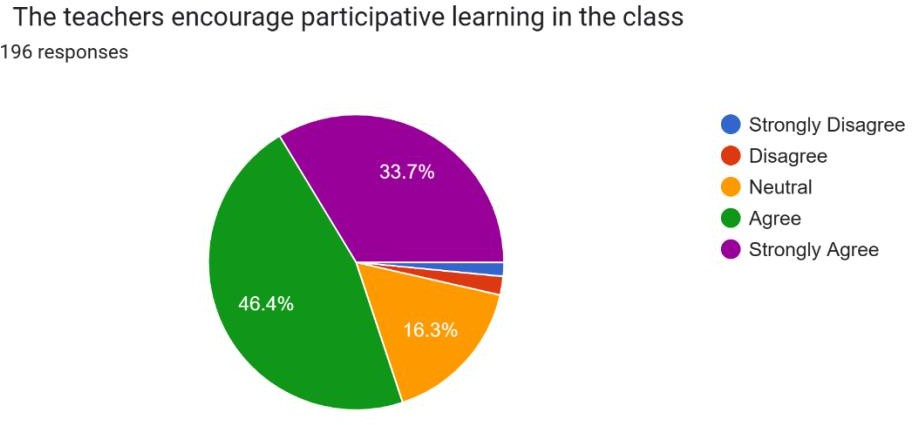 The teachers encourage participative learning in the class
196 responses
33.7%
46.4%
16.3%
Strongly Disagree
Disagree
Neutral
Agree
Strongly Agree